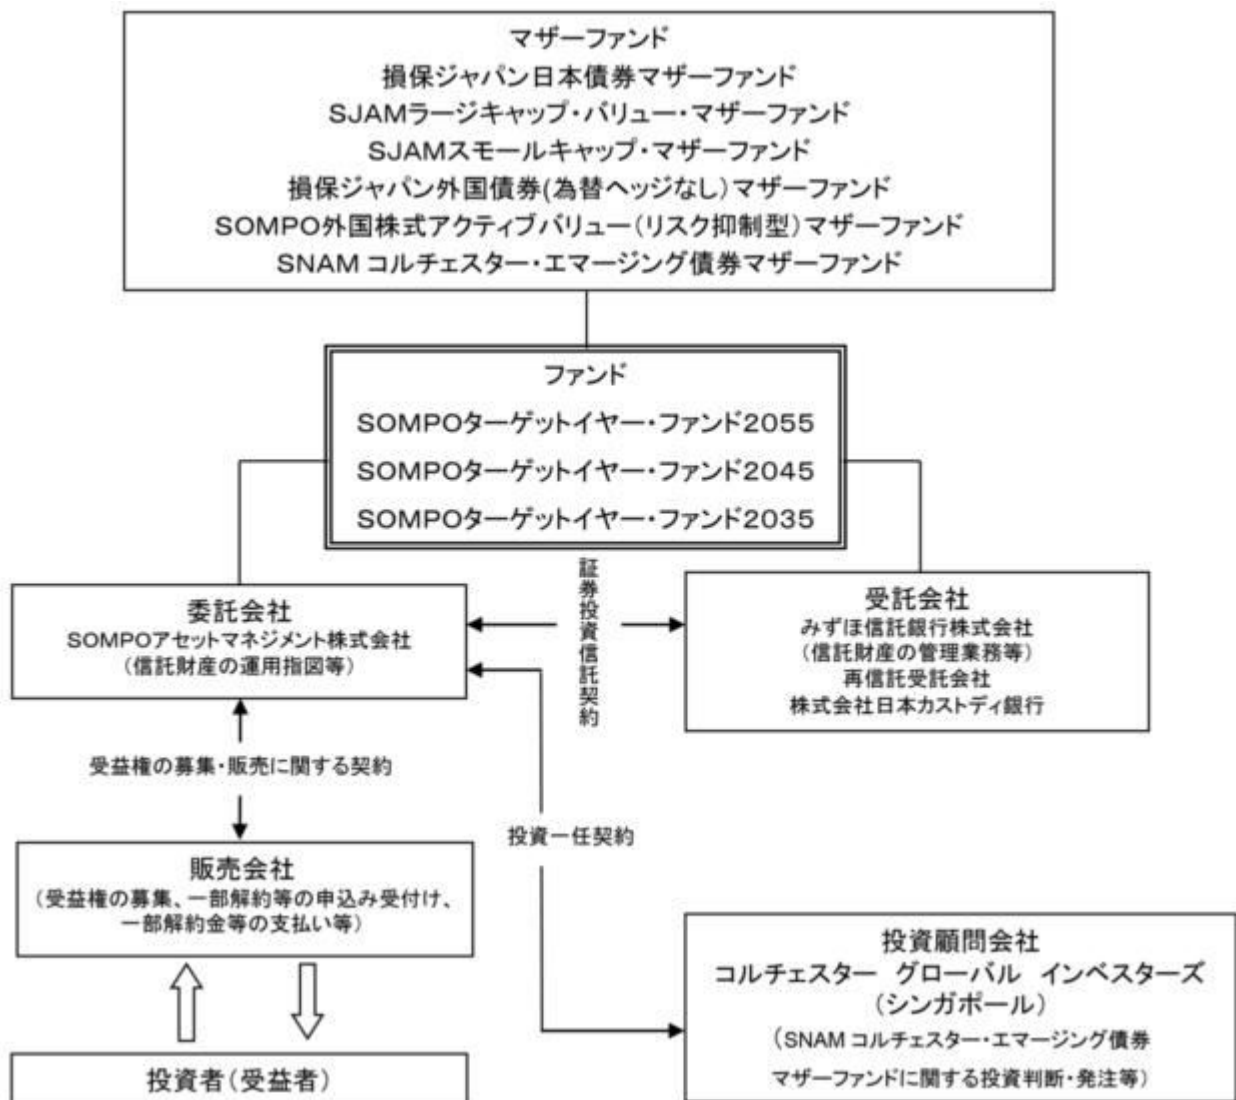 マザーファンド
損保ジャパン日本債券マザーファンド
SJAMラージキャップ・バリュー・マザーファンド
SJAMスモールキャップ・マザーファンド
損保ジャパン外国債券(為替ヘッジなし)マザーファンド
SOMPO外国株式アクティブバリュー(リスク抑制型)マザーファンド
SNAM コルチェスター・エマージング債券マザーファンド
ファンド
SOMPOターゲットイヤー・ファンド2055
SOMPOターゲットイヤー・ファンド2045
SOMPOターゲットイヤー・ファンド2035
委託会社
SOMPOアセットマネジメント株式会社
(信託財産の運用指図等)
証券投資信託契約
受託会社
みずほ信託銀行株式会社
(信託財産の管理業務等)
再信託受託会社
株式会社日本カストディ銀行
受益権の募集・販売に関する契約
投資一任契約
販売会社
(受益権の募集、一部解約等の申込み受付け、
一部解約金等の支払い等)
投資者(受益者)
投資顧問会社
コルチェスター グローバル インベスターズ
(シンガポール)
(SNAM コルチェスター・エマージング債券
マザーファンドに関する投資判断・発注等)